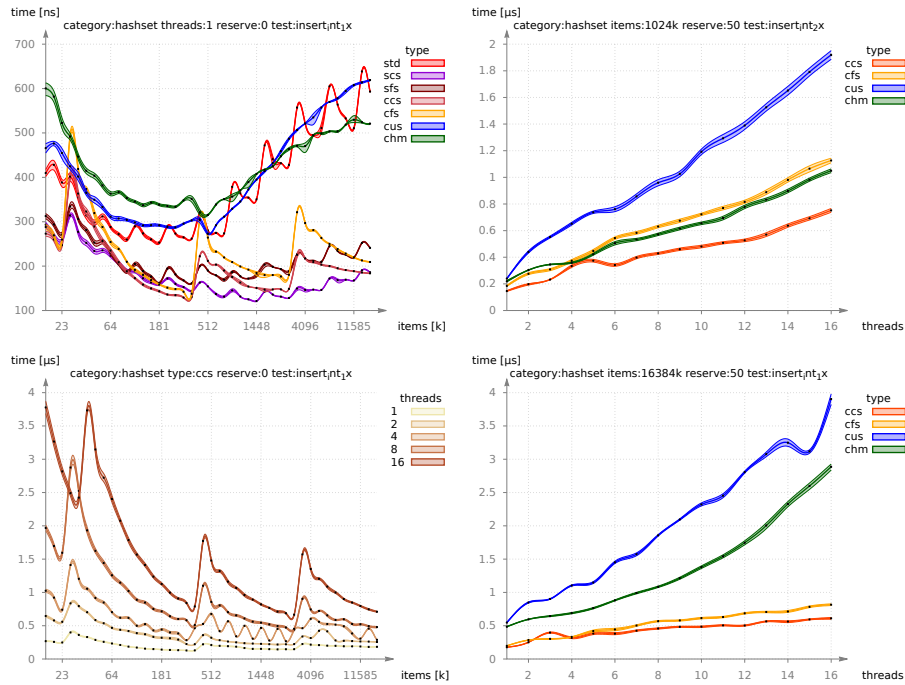 time [ns]
category:hashset threads:1 reserve:0 test:insertᵢnt₁x
700
600
500
400
300
200
100
23
64
181
512
1448
4096
11585
items [k]
type
std
scs
sfs
ccs
cfs
cus
chm
time [µs]
category:hashset items:1024k reserve:50 test:insertᵢnt₂x
2
1.8
1.6
1.4
1.2
1
0.8
0.6
0.4
0.2
0
2
4
6
8
10
12
14
16
threads
type
ccs
cfs
cus
chm
time [µs]
category:hashset type:ccs reserve:0 test:insertᵢnt₁x
4
3.5
3
2.5
2
1.5
1
0.5
0
23
64
181
512
1448
4096
11585
items [k]
threads
1
2
4
8
16
time [µs]
category:hashset items:16384k reserve:50 test:insertᵢnt₁x
4
3.5
3
2.5
2
1.5
1
0.5
0
2
4
6
8
10
12
14
16
threads
type
ccs
cfs
cus
chm